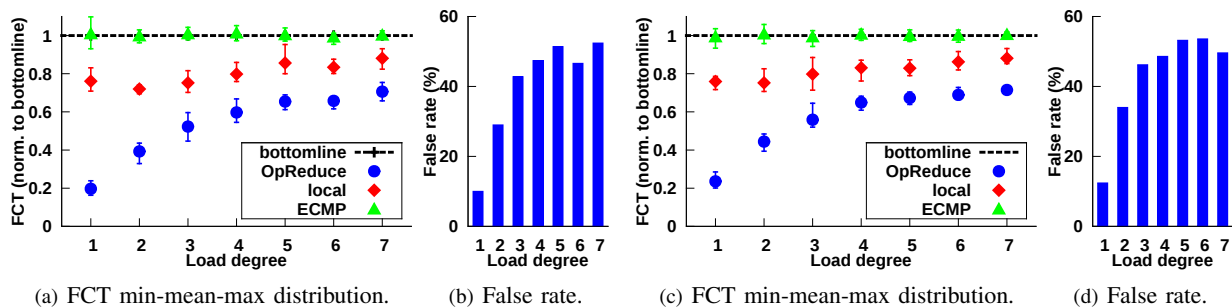 FCT (norm. to bottomline)
1
0.8
0.6
0.4
0.2
0
bottomline
OpReduce
local
ECMP
1 2 3 4 5 6 7
Load degree
(a) FCT min-mean-max distribution.
False rate (%)
60
40
20
0
1 2 3 4 5 6 7
Load degree
(b) False rate.
FCT (norm. to bottomline)
1
0.8
0.6
0.4
0.2
0
bottomline
OpReduce
local
ECMP
1 2 3 4 5 6 7
Load degree
(c) FCT min-mean-max distribution.
False rate (%)
60
40
20
0
1 2 3 4 5 6 7
Load degree
(d) False rate.